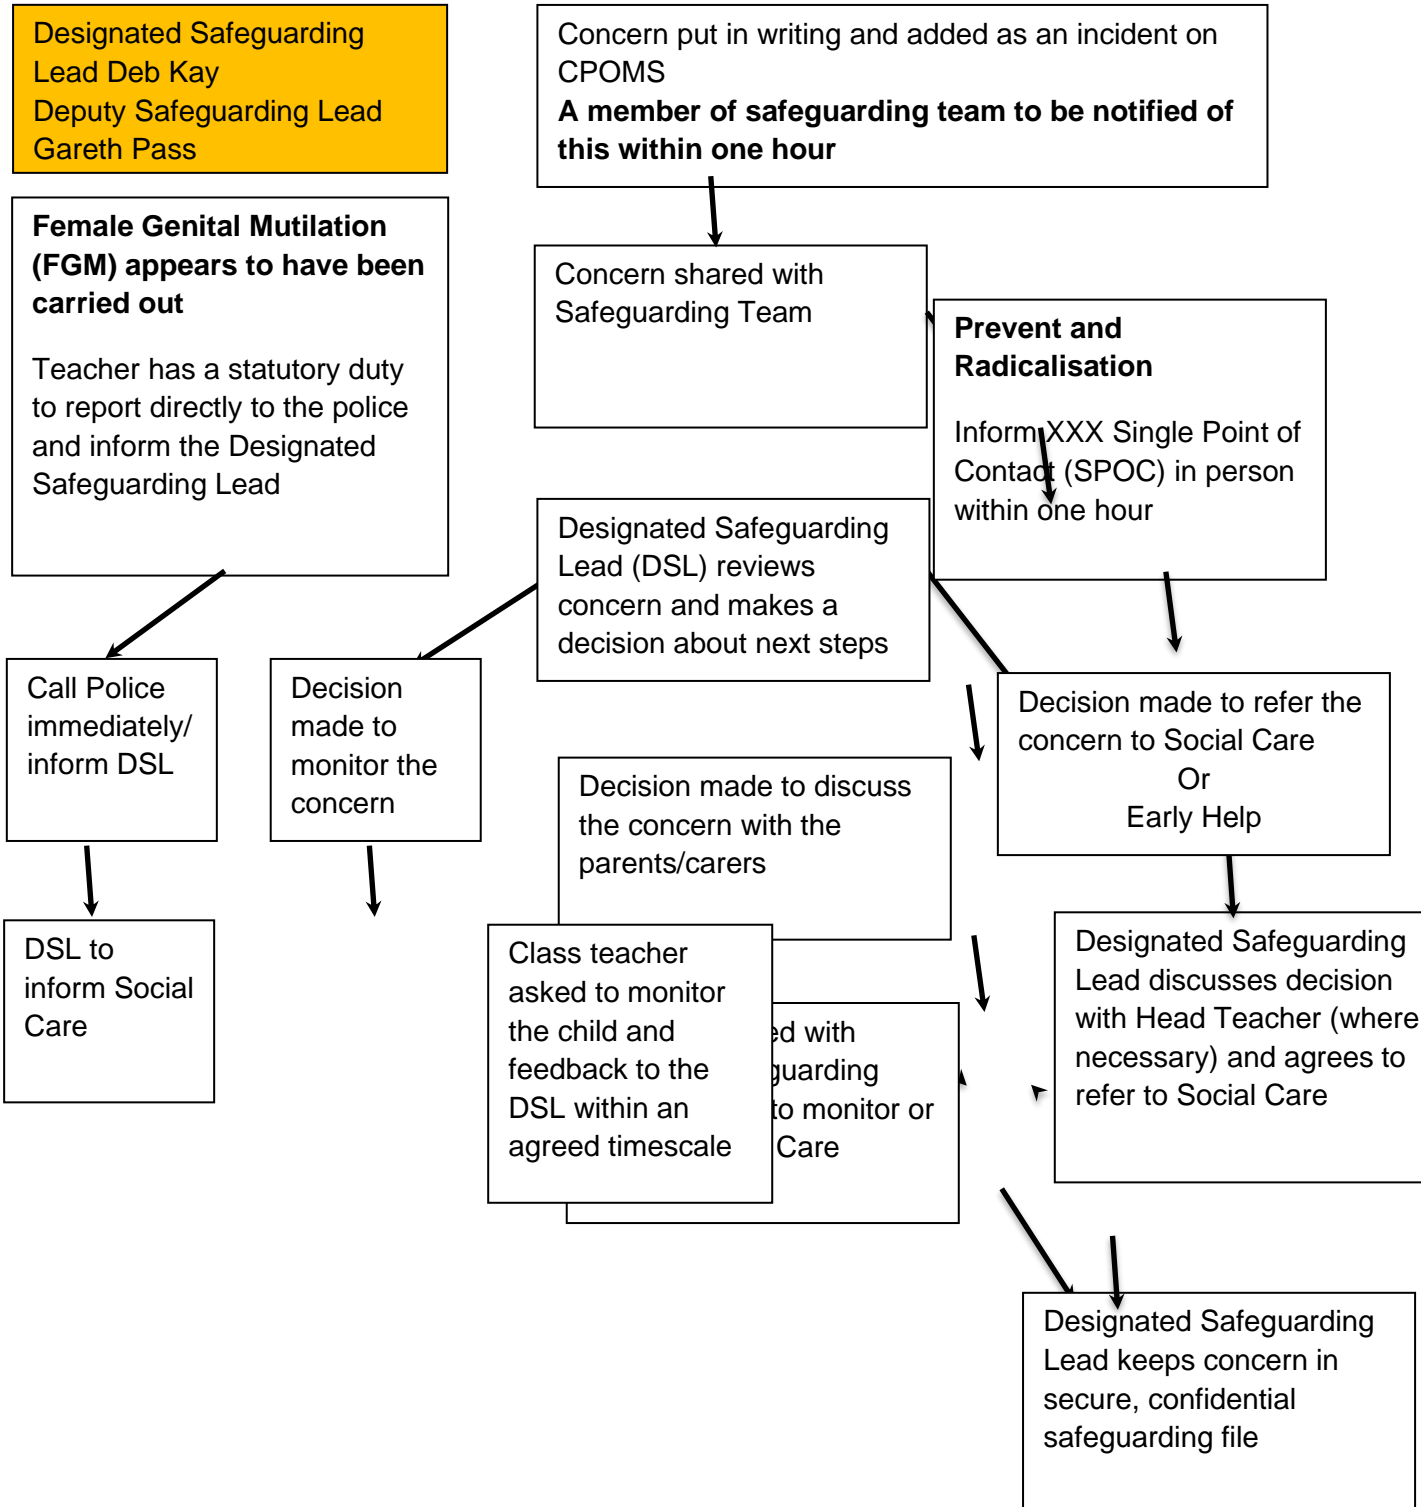 Designated Safeguarding
Lead Deb Kay
Deputy Safeguarding Lead
Gareth Pass
Concern put in writing and added as an incident on
CPOMS
A member of safeguarding team to be notified of
this within one hour
Female Genital Mutilation
(FGM) appears to have been
carried out
Teacher has a statutory duty
to report directly to the police
and inform the Designated
Safeguarding Lead
Concern shared with
Safeguarding Team
Prevent and
Radicalisation
Inform XXX Single Point of
Contact (SPOC) in person
within one hour
Designated Safeguarding
Lead (DSL) reviews
concern and makes a
decision about next steps
Call Police
immediately/
inform DSL
Decision
made to
monitor the
concern
Decision made to discuss
the concern with the
parents/carers
Decision made to refer the
concern to Social Care
Or
Early Help
DSL to
inform Social
Care
Class teacher
asked to monitor
the child and
feedback to the
DSL within an
agreed timescale
with
to monitor or
Care
Designated Safeguarding
Lead discusses decision
with Head Teacher (where
necessary) and agrees to
refer to Social Care
Designated Safeguarding
Lead keeps concern in
secure, confidential
safeguarding file